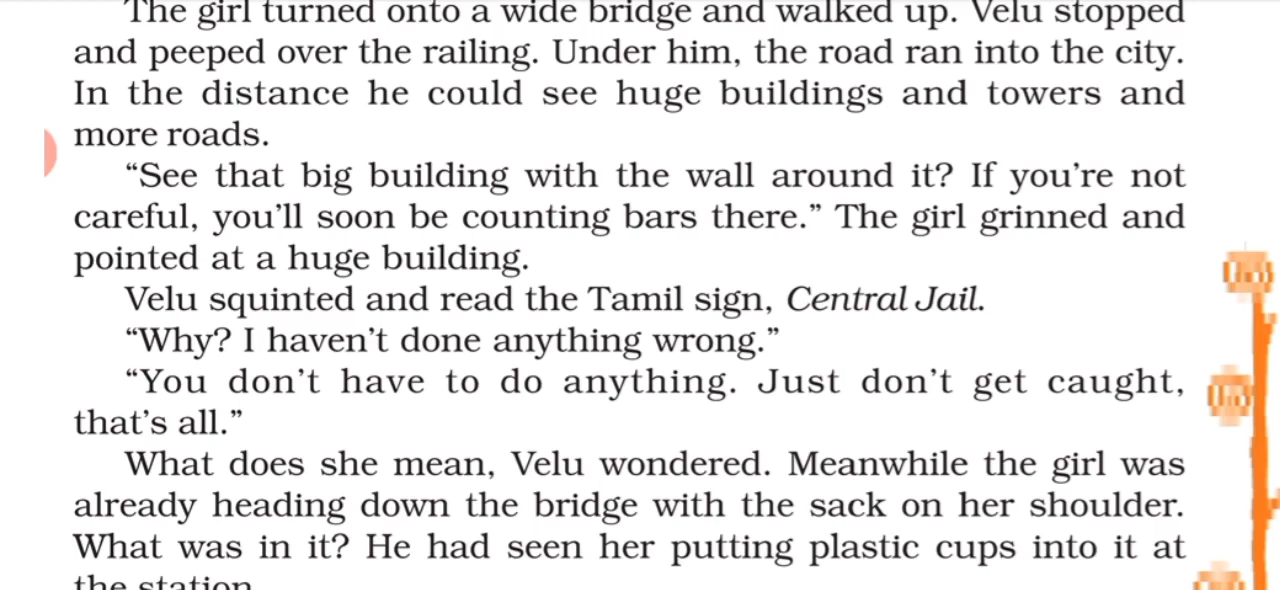 The girl turned onto a wide bridge and walked up. Velu stopped
and peeped over the railing. Under him, the road ran into the city.
In the distance he could see huge buildings and towers and
more roads.
“See that big building with the wall around it? If you’re not
careful, you’ll soon be counting bars there.” The girl grinned and
pointed at a huge building.
Velu squinted and read the Tamil sign, Central Jail.
“Why? I haven’t done anything wrong.”
“You don’t have to do anything. Just don’t get caught,
that’s all.”
What does she mean, Velu wondered. Meanwhile the girl was
already heading down the bridge with the sack on her shoulder.
What was in it? He had seen her putting plastic cups into it at
the station